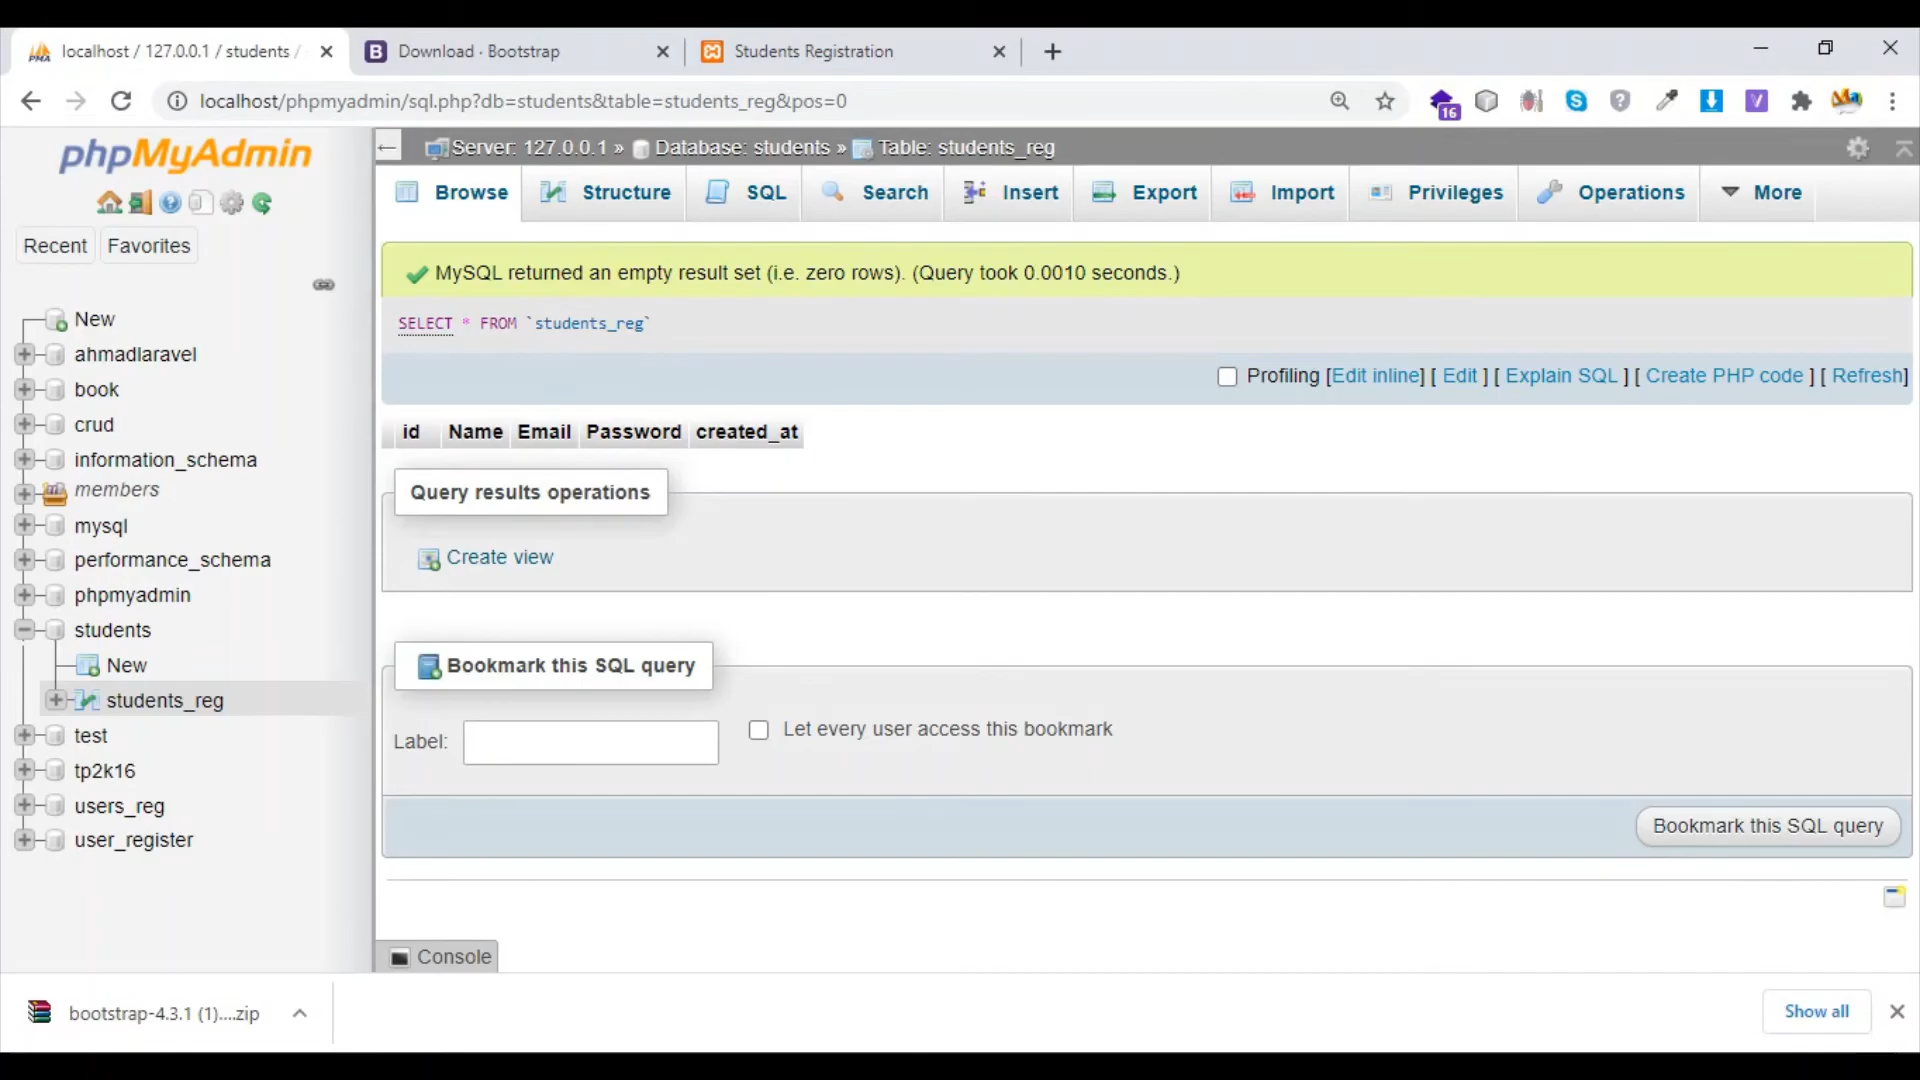 localhost / 127.0.0.1 / students /
Download · Bootstrap
Students Registration
localhost/phpmyadmin/sql.php?db=students&table=students_reg&pos=0
16
phpMyAdmin
Server: 127.0.0.1 » Database: students » Table: students_reg
Browse
Structure
SQL
Search
Insert
Export
Import
Privileges
Operations
More
Recent
Favorites
New
ahmadlaravel
book
crud
information_schema
members
mysql
performance_schema
phpmyadmin
students
New
students_reg
test
tp2k16
users_reg
user_register
MySQL returned an empty result set (i.e. zero rows). (Query took 0.0010 seconds.)
SELECT * FROM `students_reg`
Profiling [Edit inline] [ Edit ] [ Explain SQL ] [ Create PHP code ] [ Refresh]
id Name Email Password created_at
Query results operations
Create view
Bookmark this SQL query
Label:
Let every user access this bookmark
Bookmark this SQL query
Console
bootstrap-4.3.1 (1)....zip
Show all